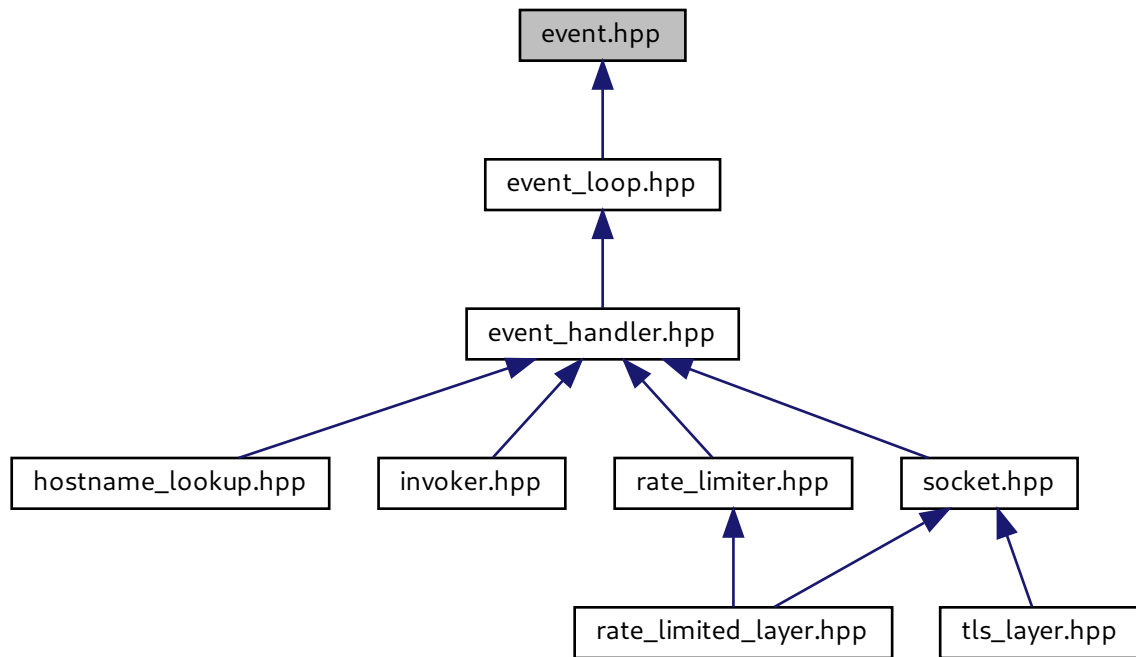 event.hpp
event_loop.hpp
event_handler.hpp
hostname_lookup.hpp
invoker.hpp
rate_limiter.hpp
socket.hpp
rate_limited_layer.hpp
tls_layer.hpp